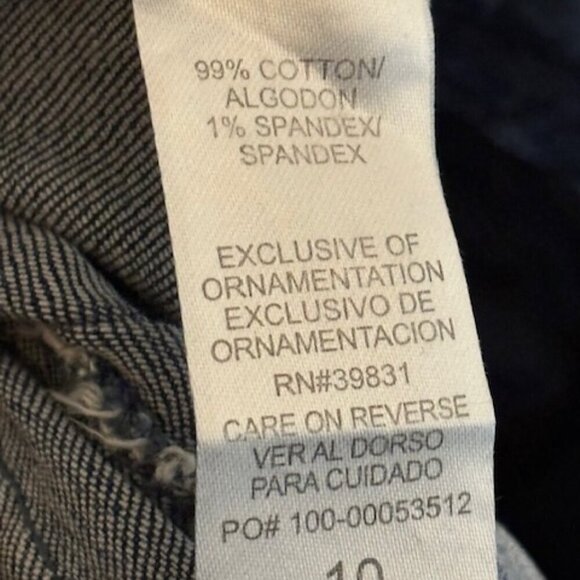 99% COTTON/
ALGODON
1% SPANDEX/
SPANDEX
EXCLUSIVE OF
ORNAMENTATION
EXCLUSIVO DE
ORNAMENTACION
RN#39831
CARE ON REVERSE
VER AL DORSO
PARA CUIDADO
PO# 100-00053512
10